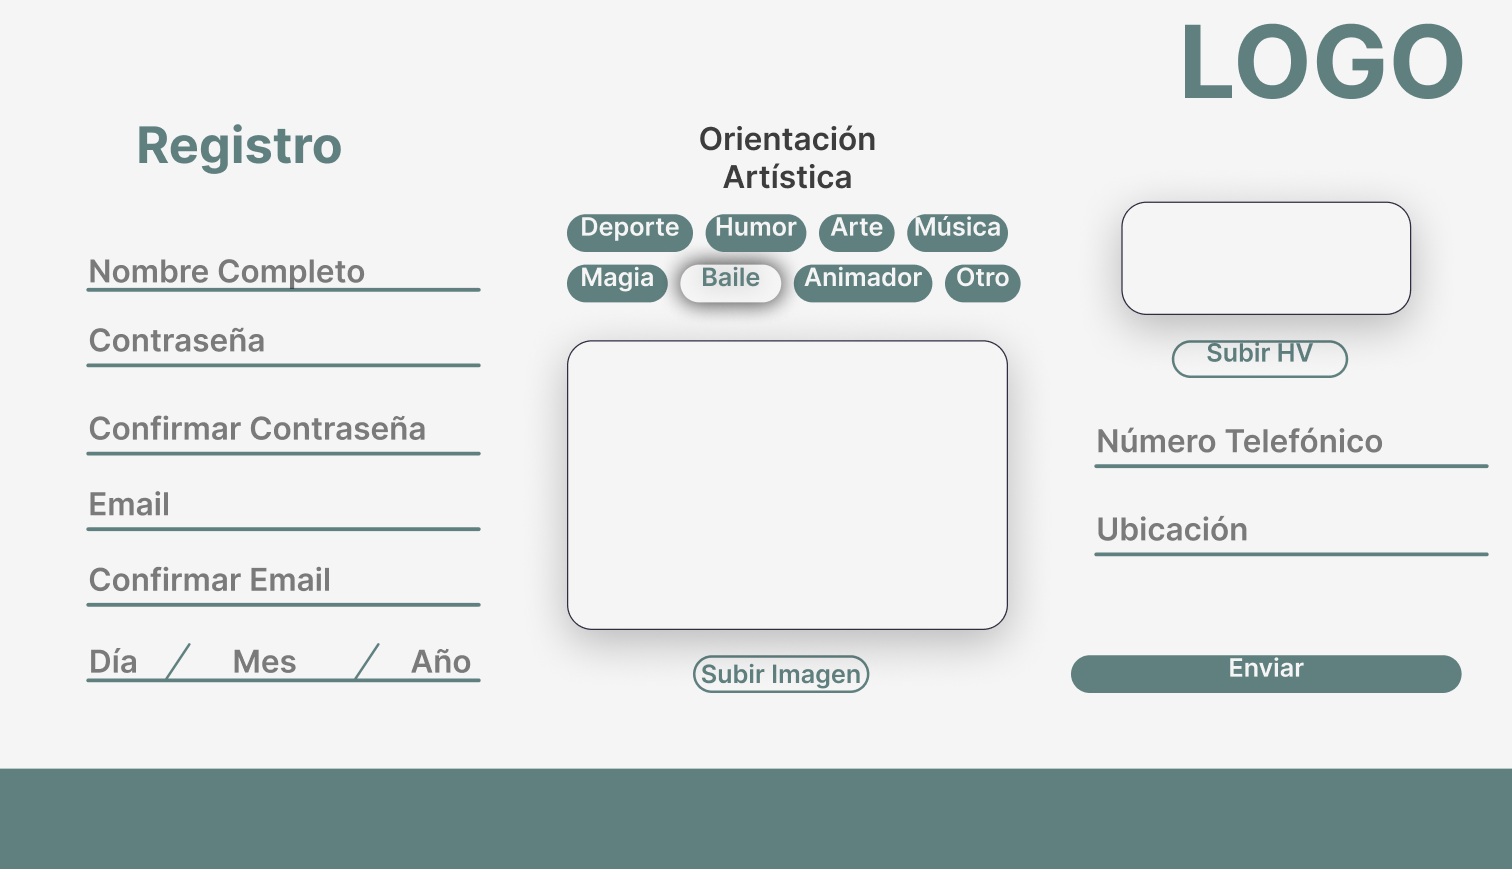 LOGO
Registro
Nombre Completo
Contraseña
Confirmar Contraseña
Email
Confirmar Email
Día / Mes / Año
Orientación
Artística
Deporte Humor Arte Música
Magia Baile Animador Otro
Subir Imagen
Subir HV
Número Telefónico
Ubicación
Enviar